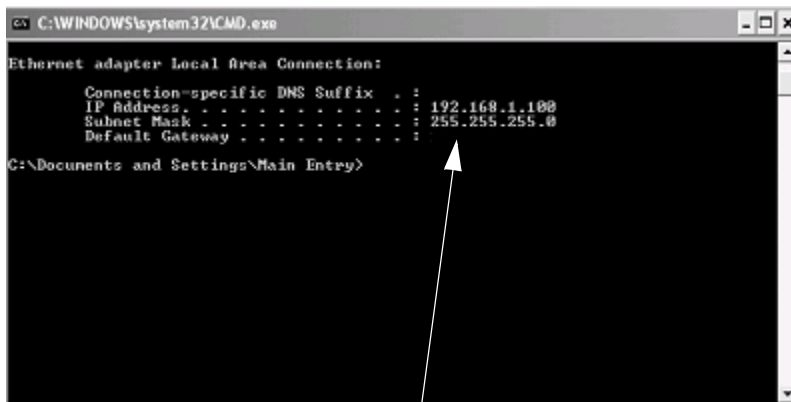 C:\WINDOWS\system32\CMD.exe
Ethernet adapter Local Area Connection:
Connection-specific DNS Suffix  . :
IP Address. . . . . . . . . . . . : 192.168.1.100
Subnet Mask . . . . . . . . . . . : 255.255.255.0
Default Gateway . . . . . . . . . :
C:\Documents and Settings\Main Entry>